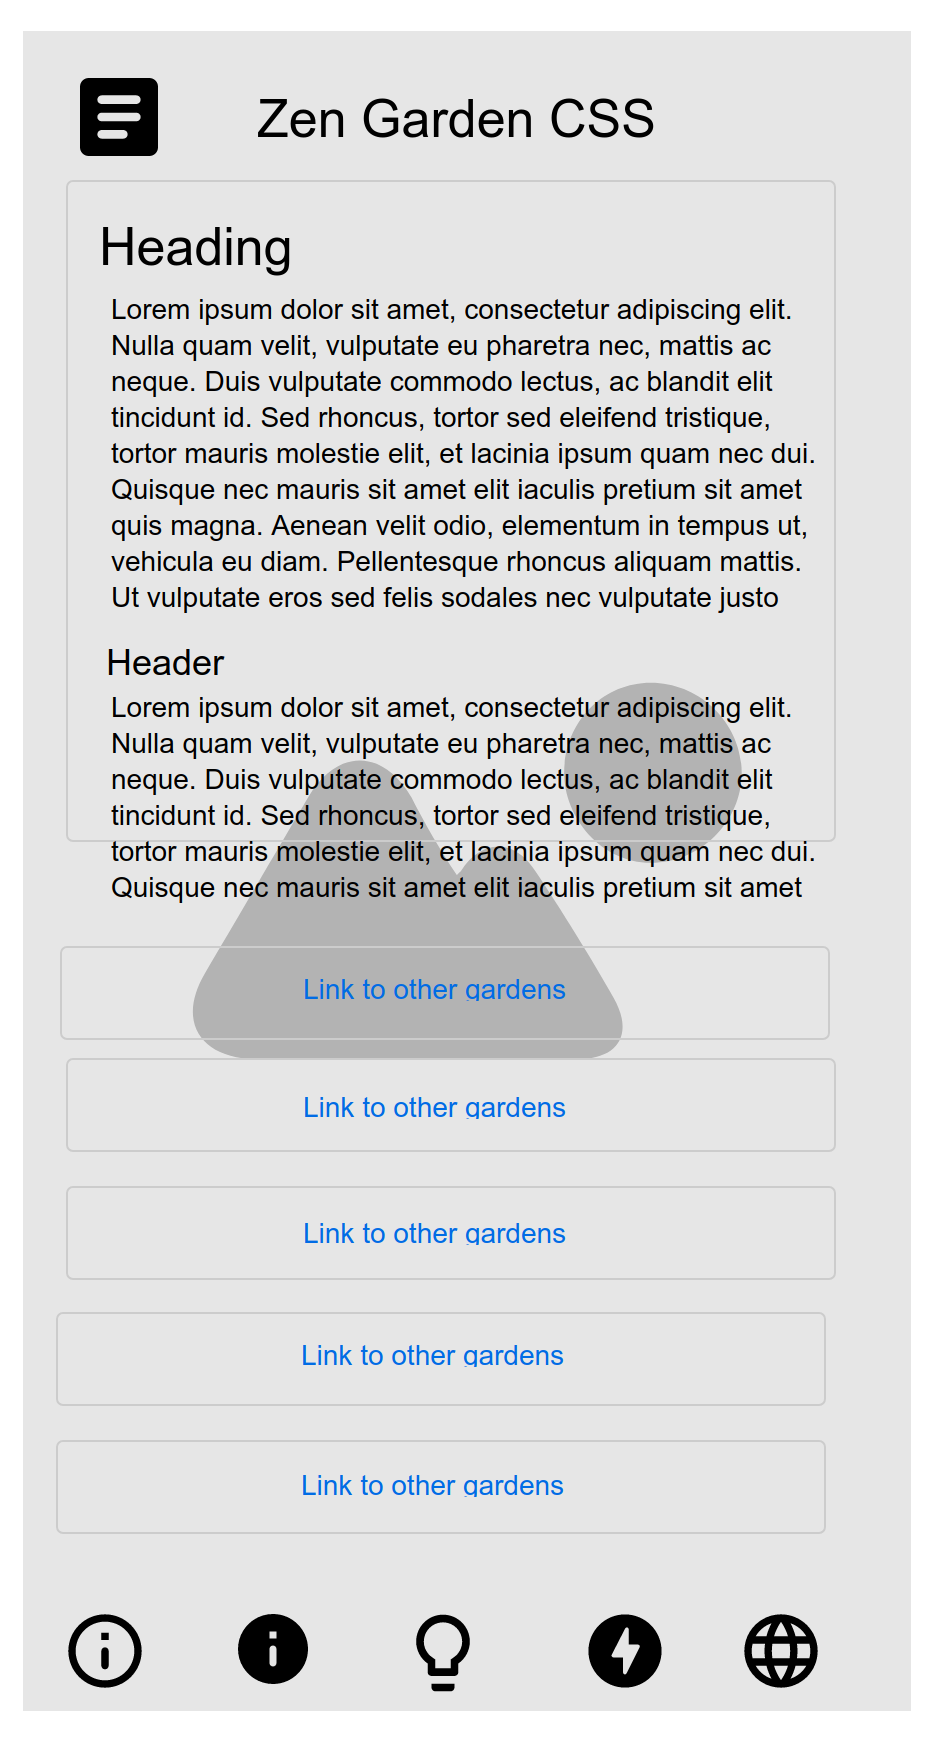 Zen Garden CSS
Heading
Lorem ipsum dolor sit amet, consectetur adipiscing elit.
Nulla quam velit, vulputate eu pharetra nec, mattis ac
neque. Duis vulputate commodo lectus, ac blandit elit
tincidunt id. Sed rhoncus, tortor sed eleifend tristique,
tortor mauris molestie elit, et lacinia ipsum quam nec dui.
Quisque nec mauris sit amet elit iaculis pretium sit amet
quis magna. Aenean velit odio, elementum in tempus ut,
vehicula eu diam. Pellentesque rhoncus aliquam mattis.
Ut vulputate eros sed felis sodales nec vulputate justo
Header
Lorem ipsum dolor sit amet, consectetur adipiscing elit.
Nulla quam velit, vulputate eu pharetra nec, mattis ac
neque. Duis vulputate commodo lectus, ac blandit elit
tincidunt id. Sed rhoncus, tortor sed eleifend tristique,
tortor mauris molestie elit, et lacinia ipsum quam nec dui.
Quisque nec mauris sit amet elit iaculis pretium sit amet
Link to other gardens
Link to other gardens
Link to other gardens
Link to other gardens
Link to other gardens